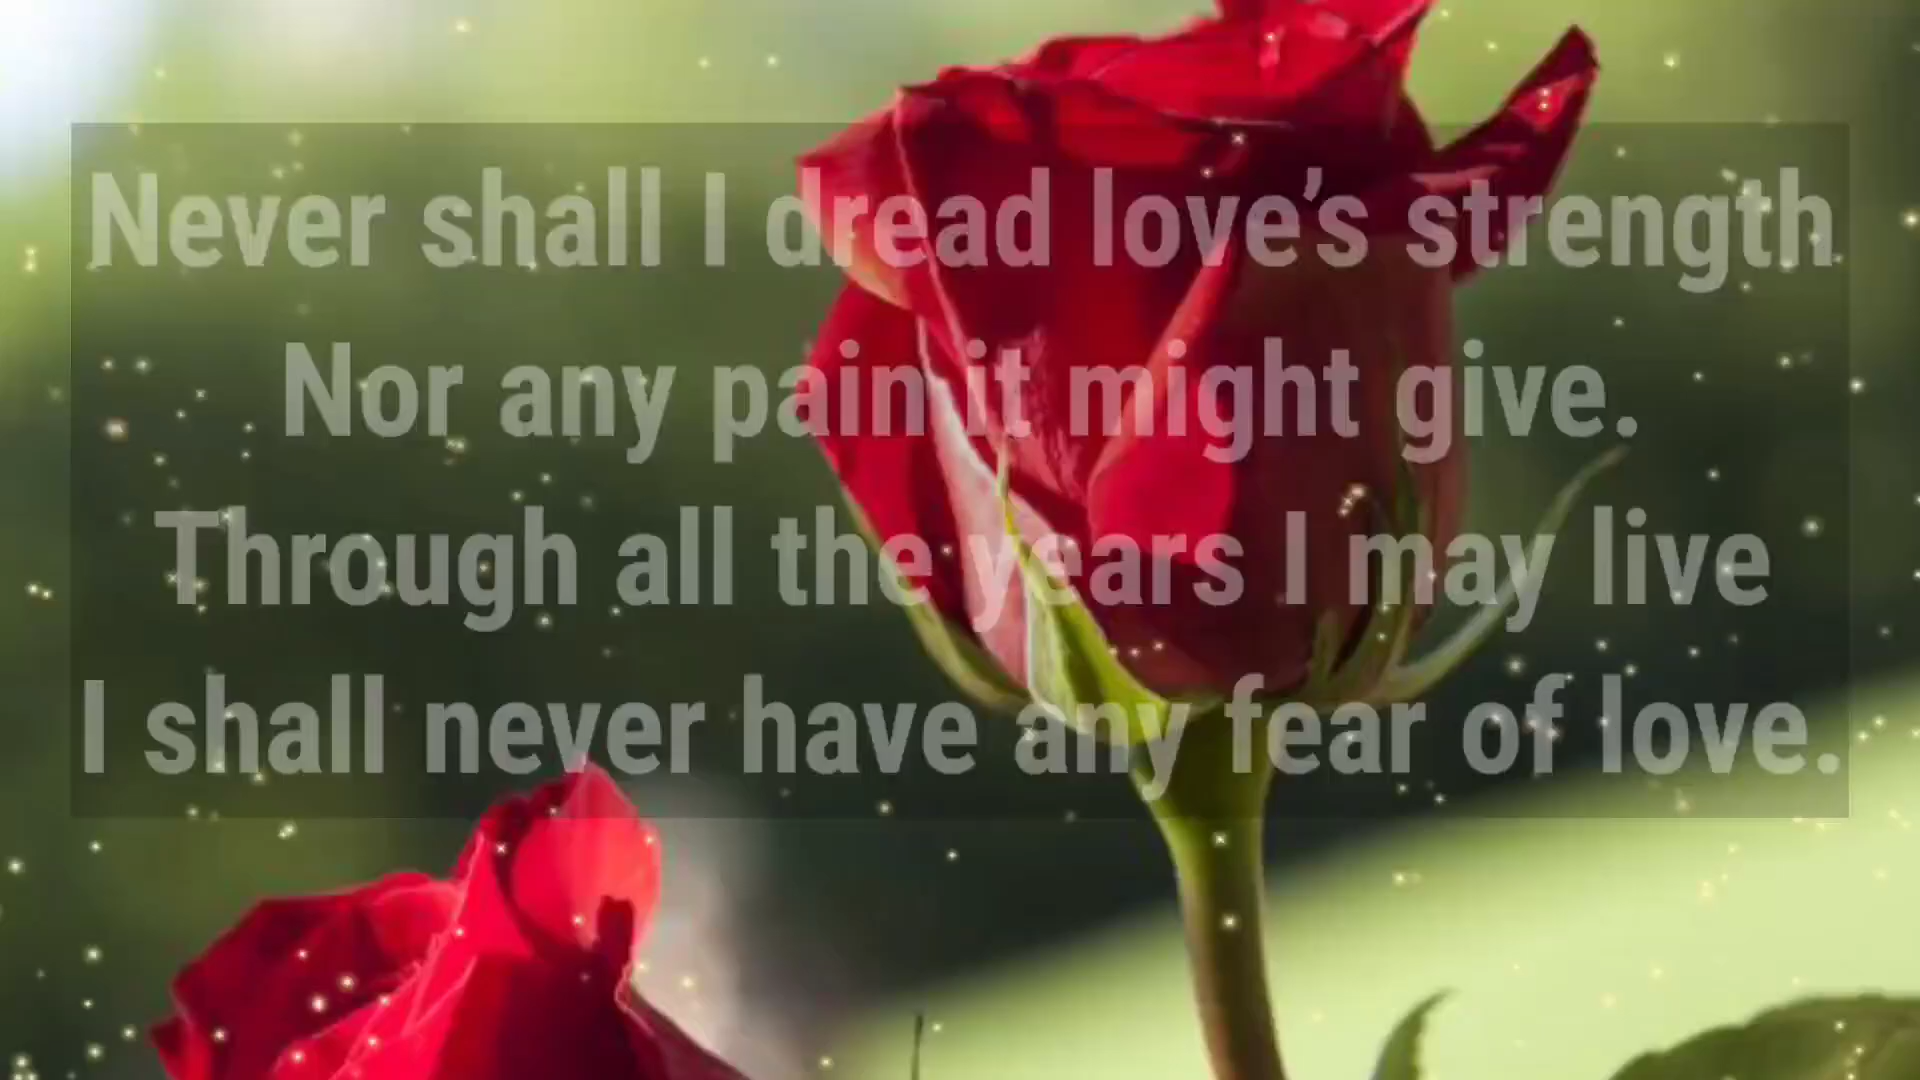 Never shall I dread love’s strength
Nor any pain it might give.
Through all the years I may live
I shall never have any fear of love.